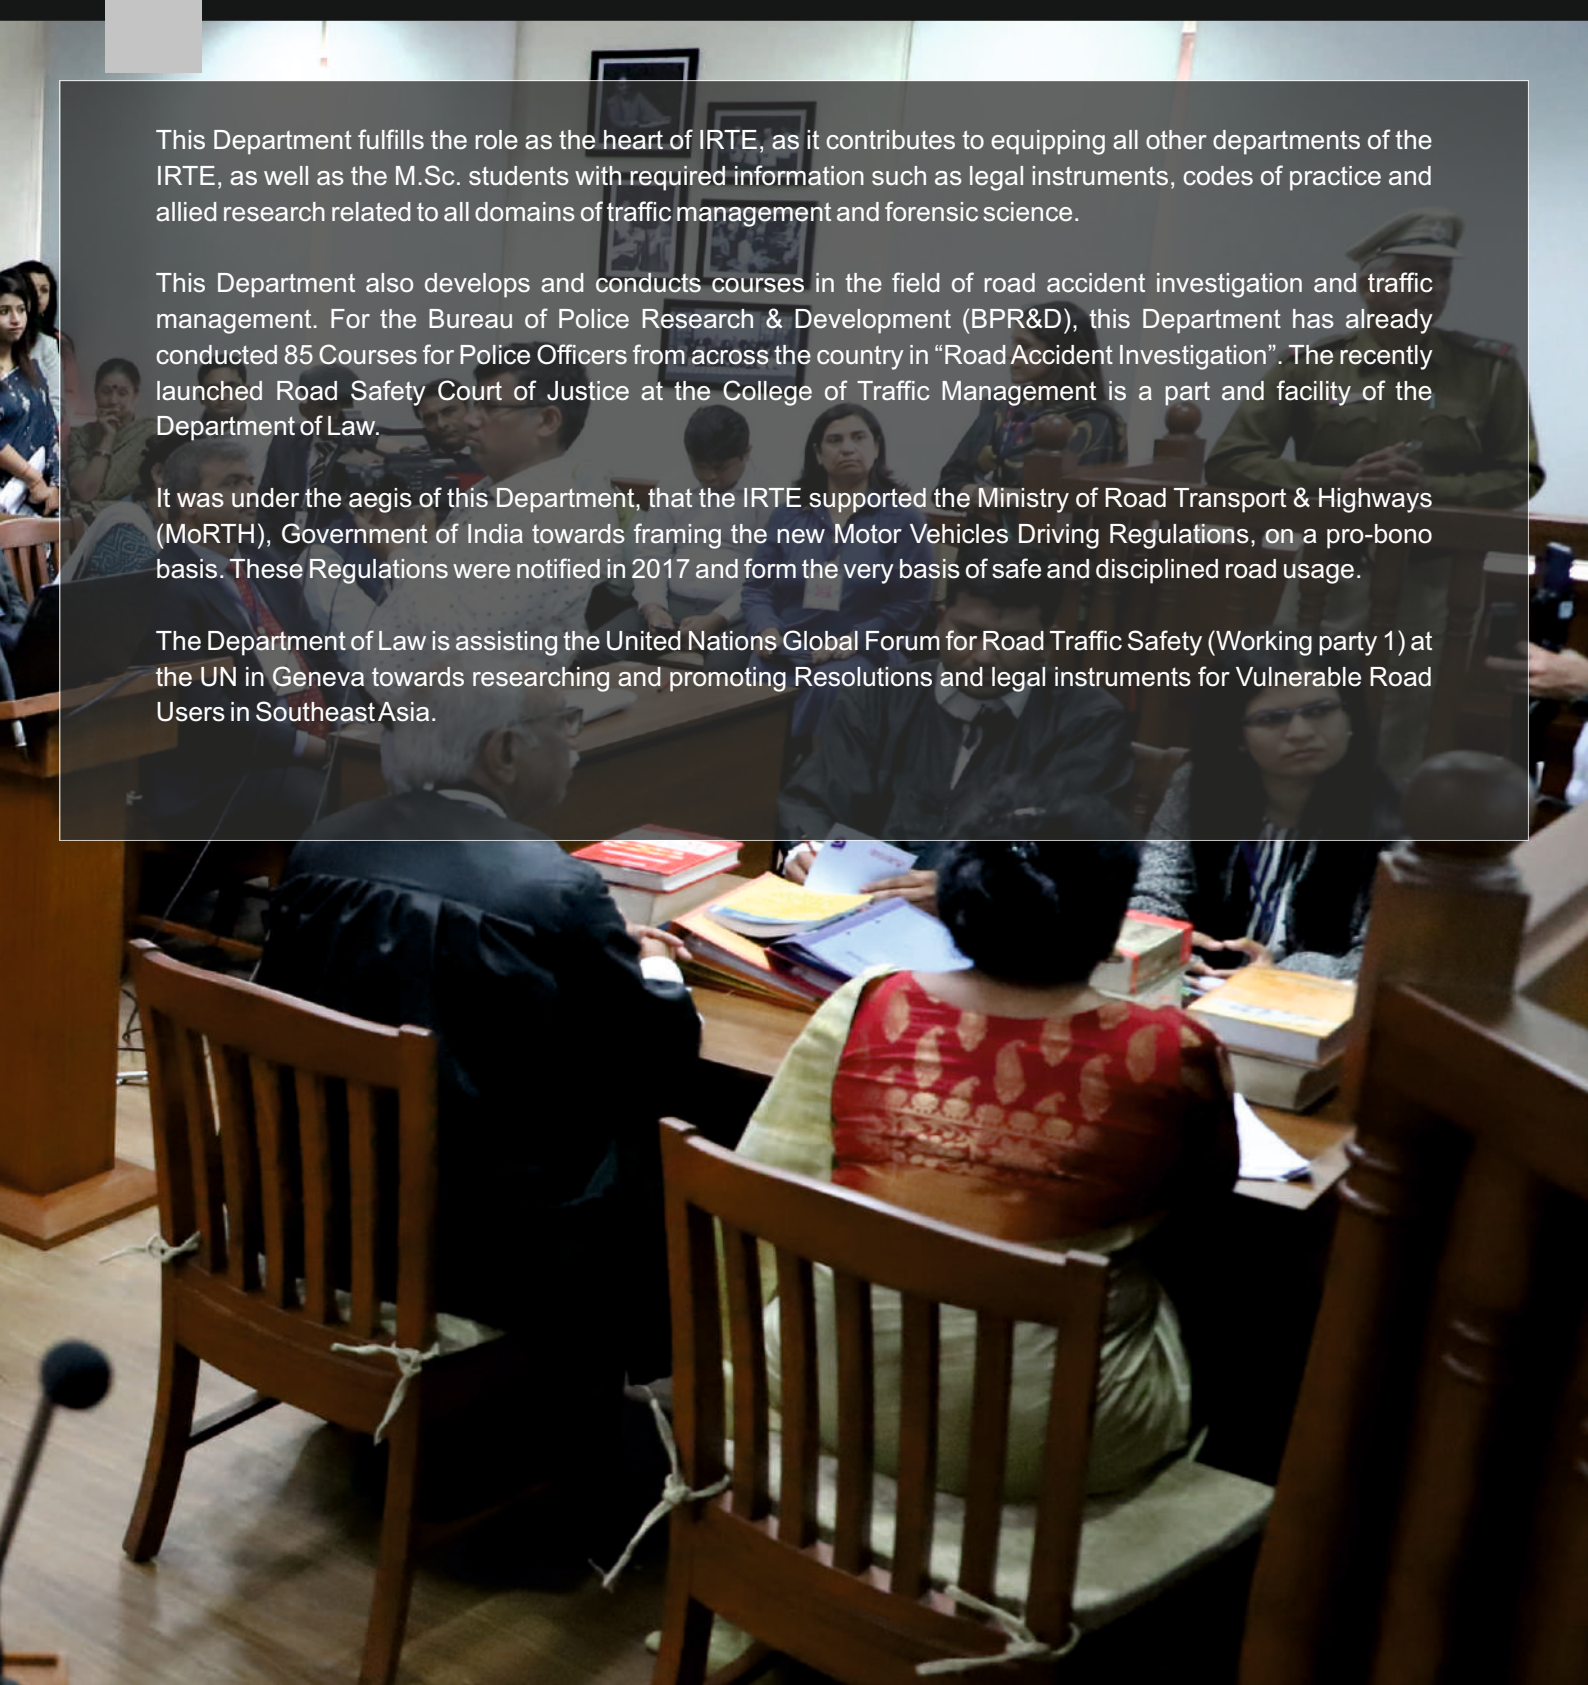 This Department fulfills the role as the heart of IRTE, as it contributes to equipping all other departments of the
IRTE, as well as the M.Sc. students with required information such as legal instruments, codes of practice and
allied research related to all domains of traffic management and forensic science.
This Department also develops and conducts courses in the field of road accident investigation and traffic
management. For the Bureau of Police Research & Development (BPR&D), this Department has already
conducted 85 Courses for Police Officers from across the country in “Road Accident Investigation”. The recently
launched Road Safety Court of Justice at the College of Traffic Management is a part and facility of the
Department of Law.
It was under the aegis of this Department, that the IRTE supported the Ministry of Road Transport & Highways
(MoRTH), Government of India towards framing the new Motor Vehicles Driving Regulations, on a pro-bono
basis. These Regulations were notified in 2017 and form the very basis of safe and disciplined road usage.
The Department of Law is assisting the United Nations Global Forum for Road Traffic Safety (Working party 1) at
the UN in Geneva towards researching and promoting Resolutions and legal instruments for Vulnerable Road
Users in Southeast Asia.